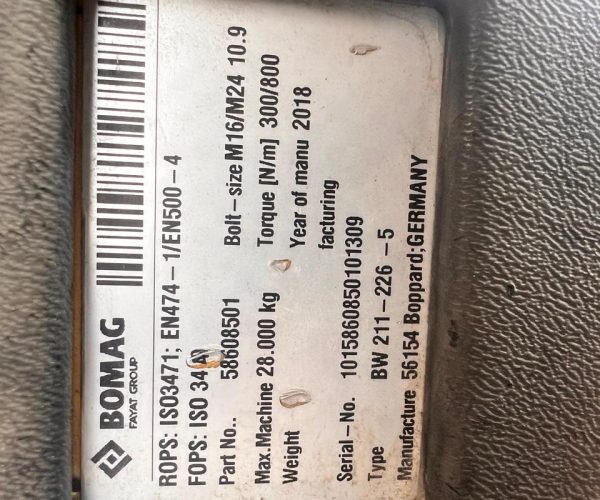 BOMAG
FAYAT GROUP
ROPS: ISO3471; EN474-1/EN500-4
FOPS: ISO 34
Part No.. 58608501 Bolt-size M16/M24 10.9
Max.Machine 28.000 kg Torque [N/m] 300/800
Weight Year of manu 2018
facturing
Serial-No. 101586085010​1309
Type BW 211-226-5
Manufacture 56154 Boppard;GERMANY